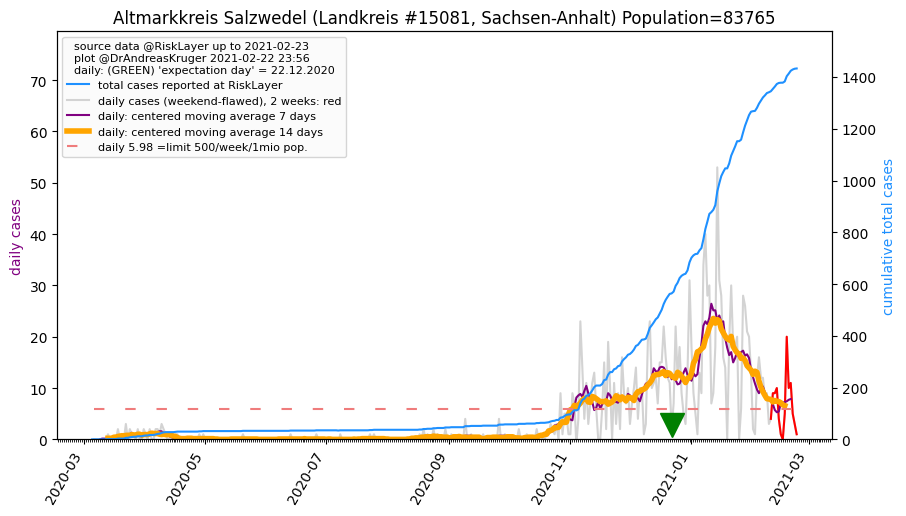 Altmarkkreis Salzwedel (Landkreis #15081, Sachsen-Anhalt) Population=83765
source data @RiskLayer up to 2021-02-23
plot @DrAndreasKruger 2021-02-22 23:56
daily: (GREEN) 'expectation day' = 22.12.2020
total cases reported at RiskLayer
daily cases (weekend-flawed), 2 weeks: red
daily: centered moving average 7 days
daily: centered moving average 14 days
daily 5.98 =limit 500/week/1mio pop.
daily cases
70
60
50
40
30
20
10
0
cumulative total cases
1400
1200
1000
800
600
400
200
0
2020-03
2020-05
2020-07
2020-09
2020-11
2021-01
2021-03